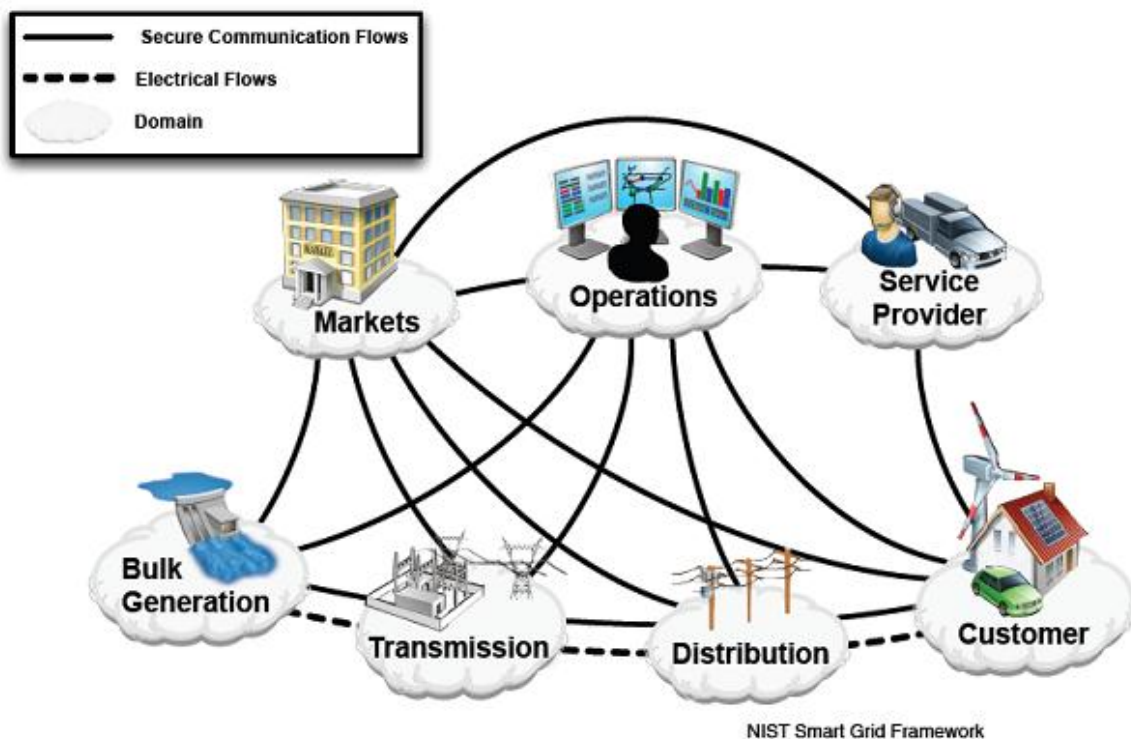 Secure Communication Flows
Electrical Flows
Domain
MARKET
Markets
Operations
Service
Provider
Bulk
Generation
Transmission
Distribution
Customer
NIST Smart Grid Framework